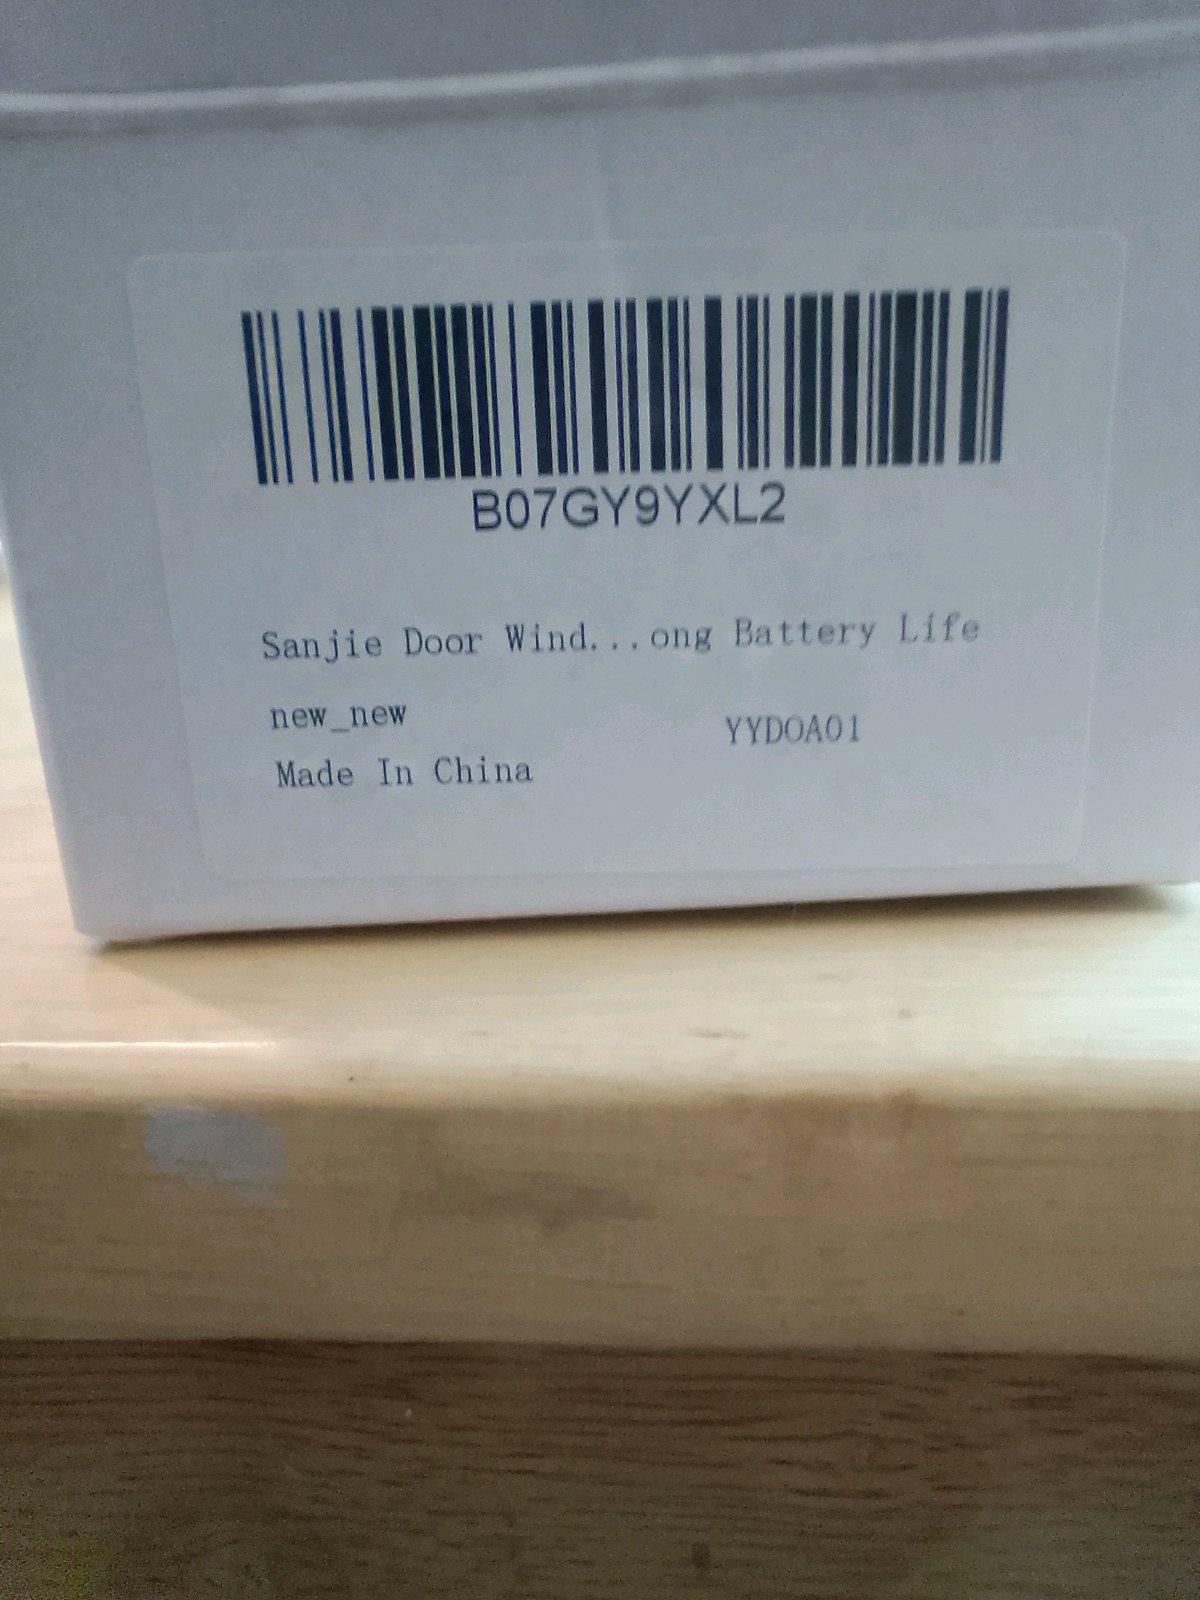 B07GY9YXL2
Sanjie Door Wind...ong Battery Life
new_new
YYDOA01
Made In China